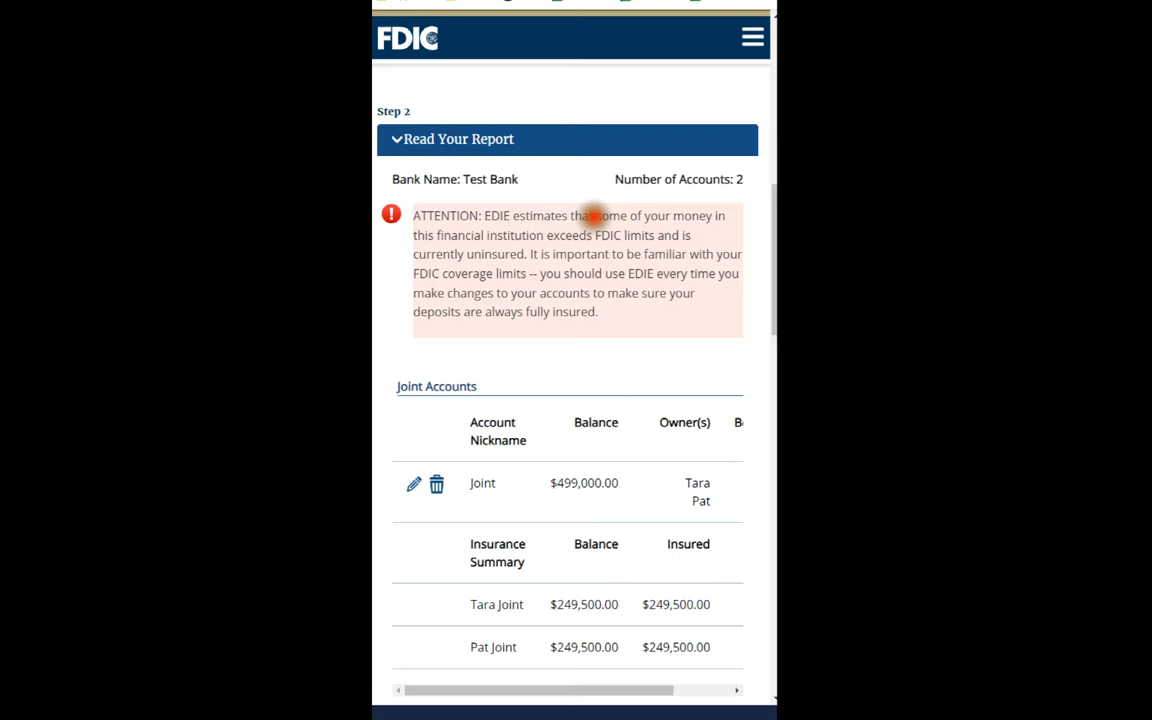 FDIC
Step 2
Read Your Report
Bank Name: Test Bank Number of Accounts: 2
ATTENTION: EDIE estimates that some of your money in
this financial institution exceeds FDIC limits and is
currently uninsured. It is important to be familiar with your
FDIC coverage limits -- you should use EDIE every time you
make changes to your accounts to make sure your
deposits are always fully insured.
Joint Accounts
Account Nickname Balance Owner(s)
Joint $499,000.00 Tara Pat
Insurance Summary Balance Insured
Tara Joint $249,500.00 $249,500.00
Pat Joint $249,500.00 $249,500.00